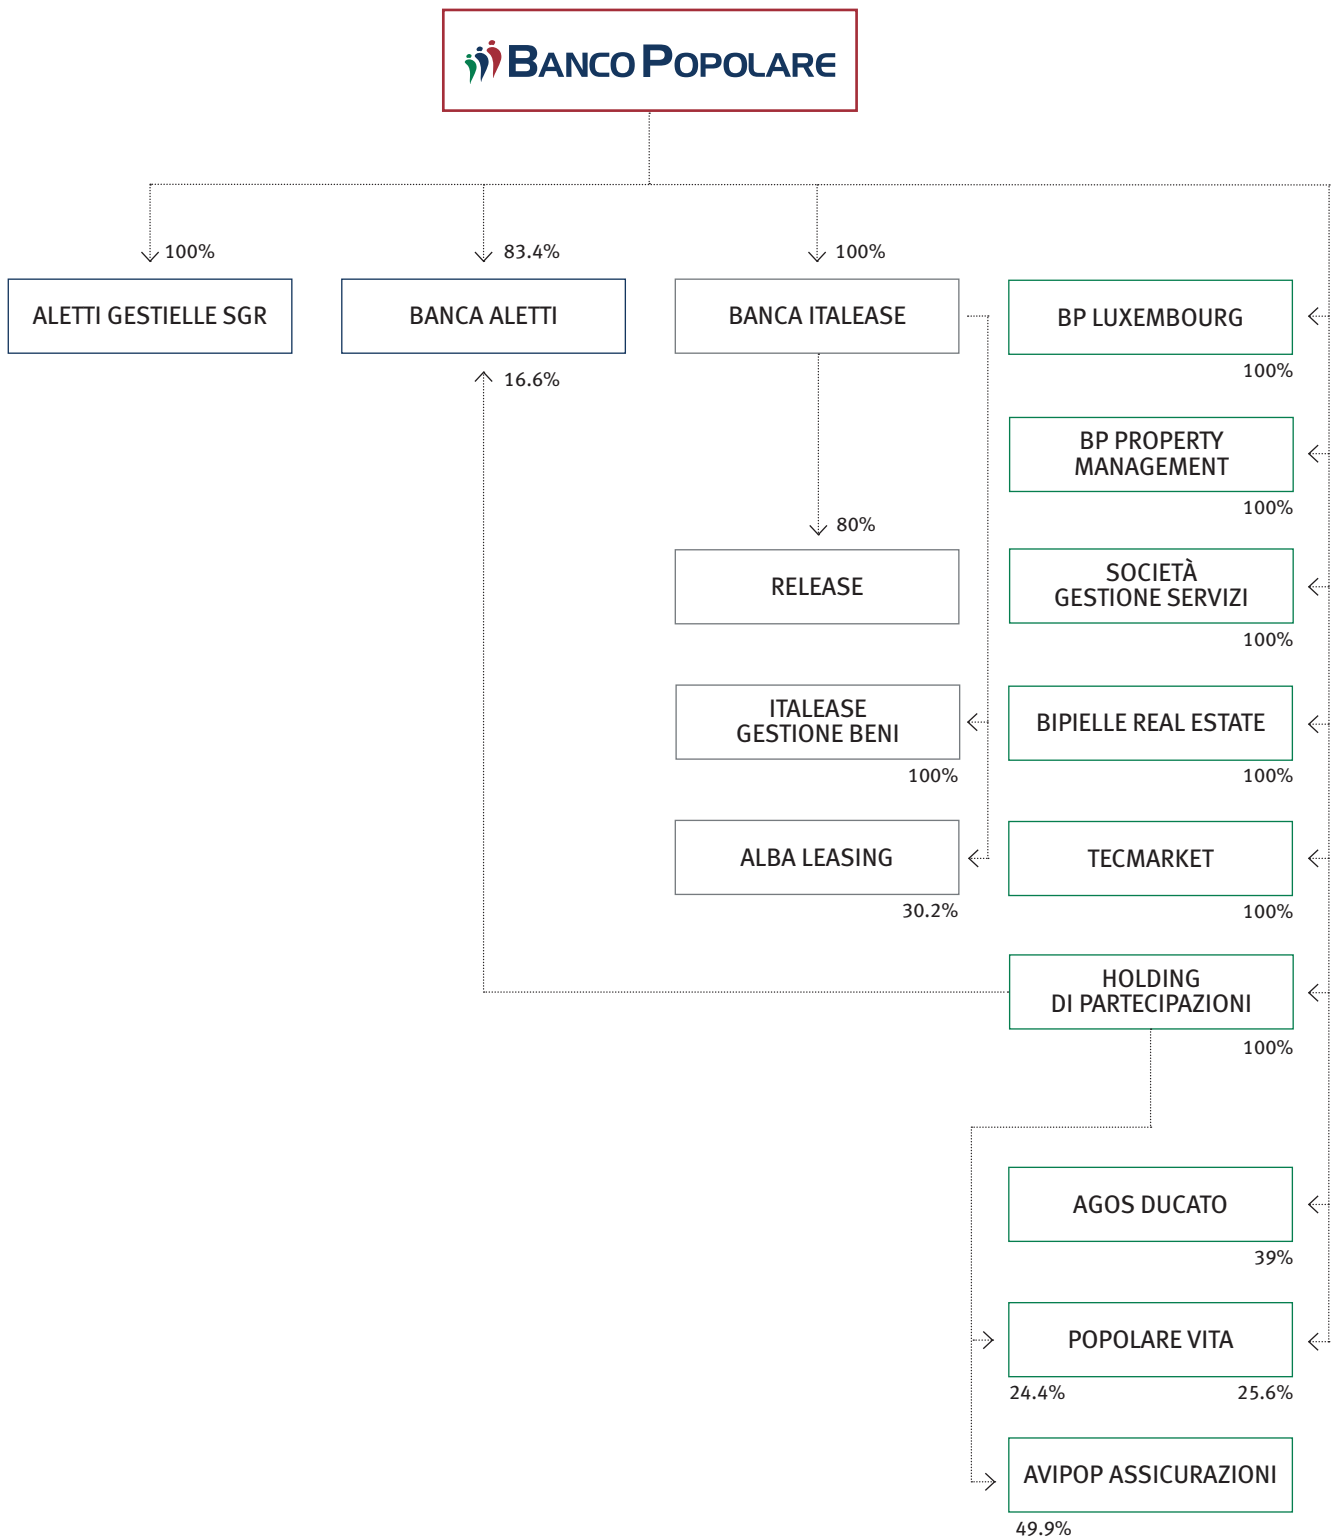 BANCO POPOLARE
100%
83.4%
100%
ALETTI GESTIELLE SGR
BANCA ALETTI
BANCA ITALEASE
BP LUXEMBOURG
100%
16.6%
BP PROPERTY
MANAGEMENT
100%
80%
RELEASE
SOCIETÀ
GESTIONE SERVIZI
100%
ITALEASE
GESTIONE BENI
100%
BIPIELLE REAL ESTATE
100%
ALBA LEASING
30.2%
TECMARKET
100%
HOLDING
DI PARTECIPAZIONI
100%
AGOS DUCATO
39%
POPOLARE VITA
24.4%
25.6%
AVIPOP ASSICURAZIONI
49.9%